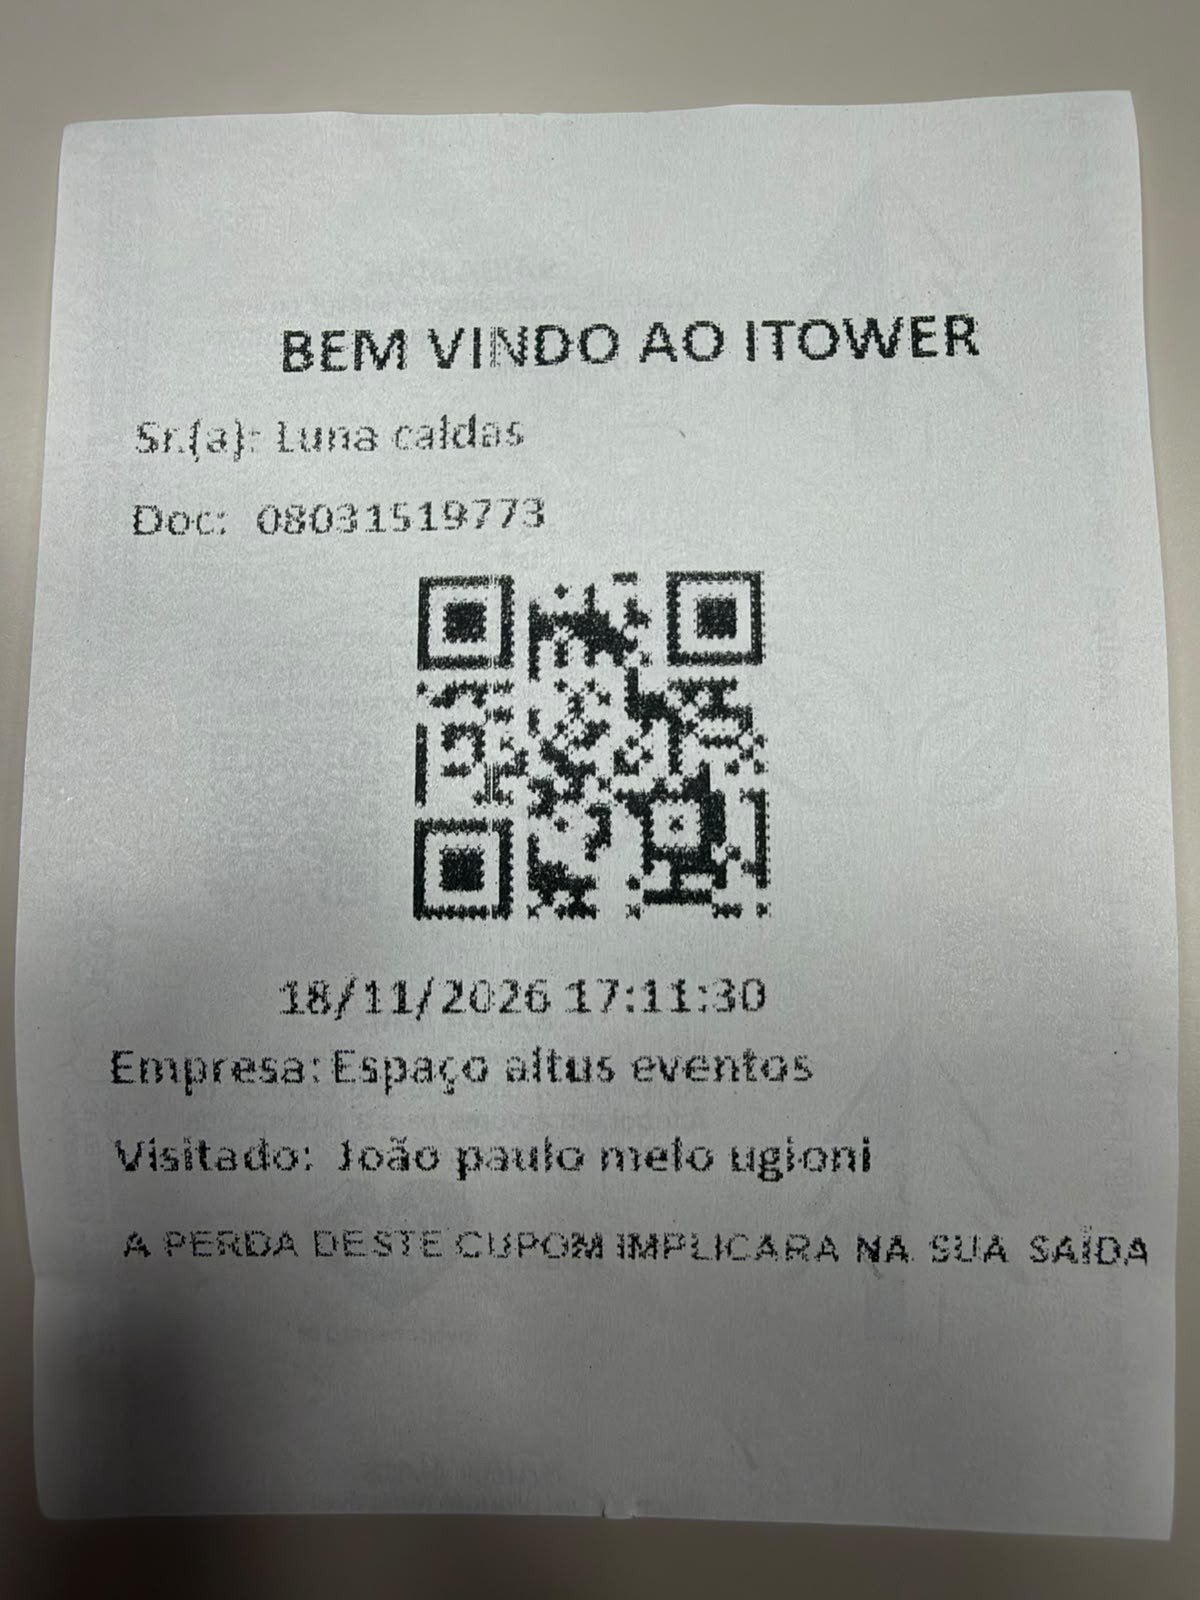 BEM VINDO AO ITOWER
Sr.(a): Luna caldas
Doc: 08031519773
18/11/2026 17:11:30
Empresa: Espaço altus eventos
Visitado: João paulo melo ugioni
A PERDA DESTE CUPOM IMPLICARA NA SUA SAÍDA